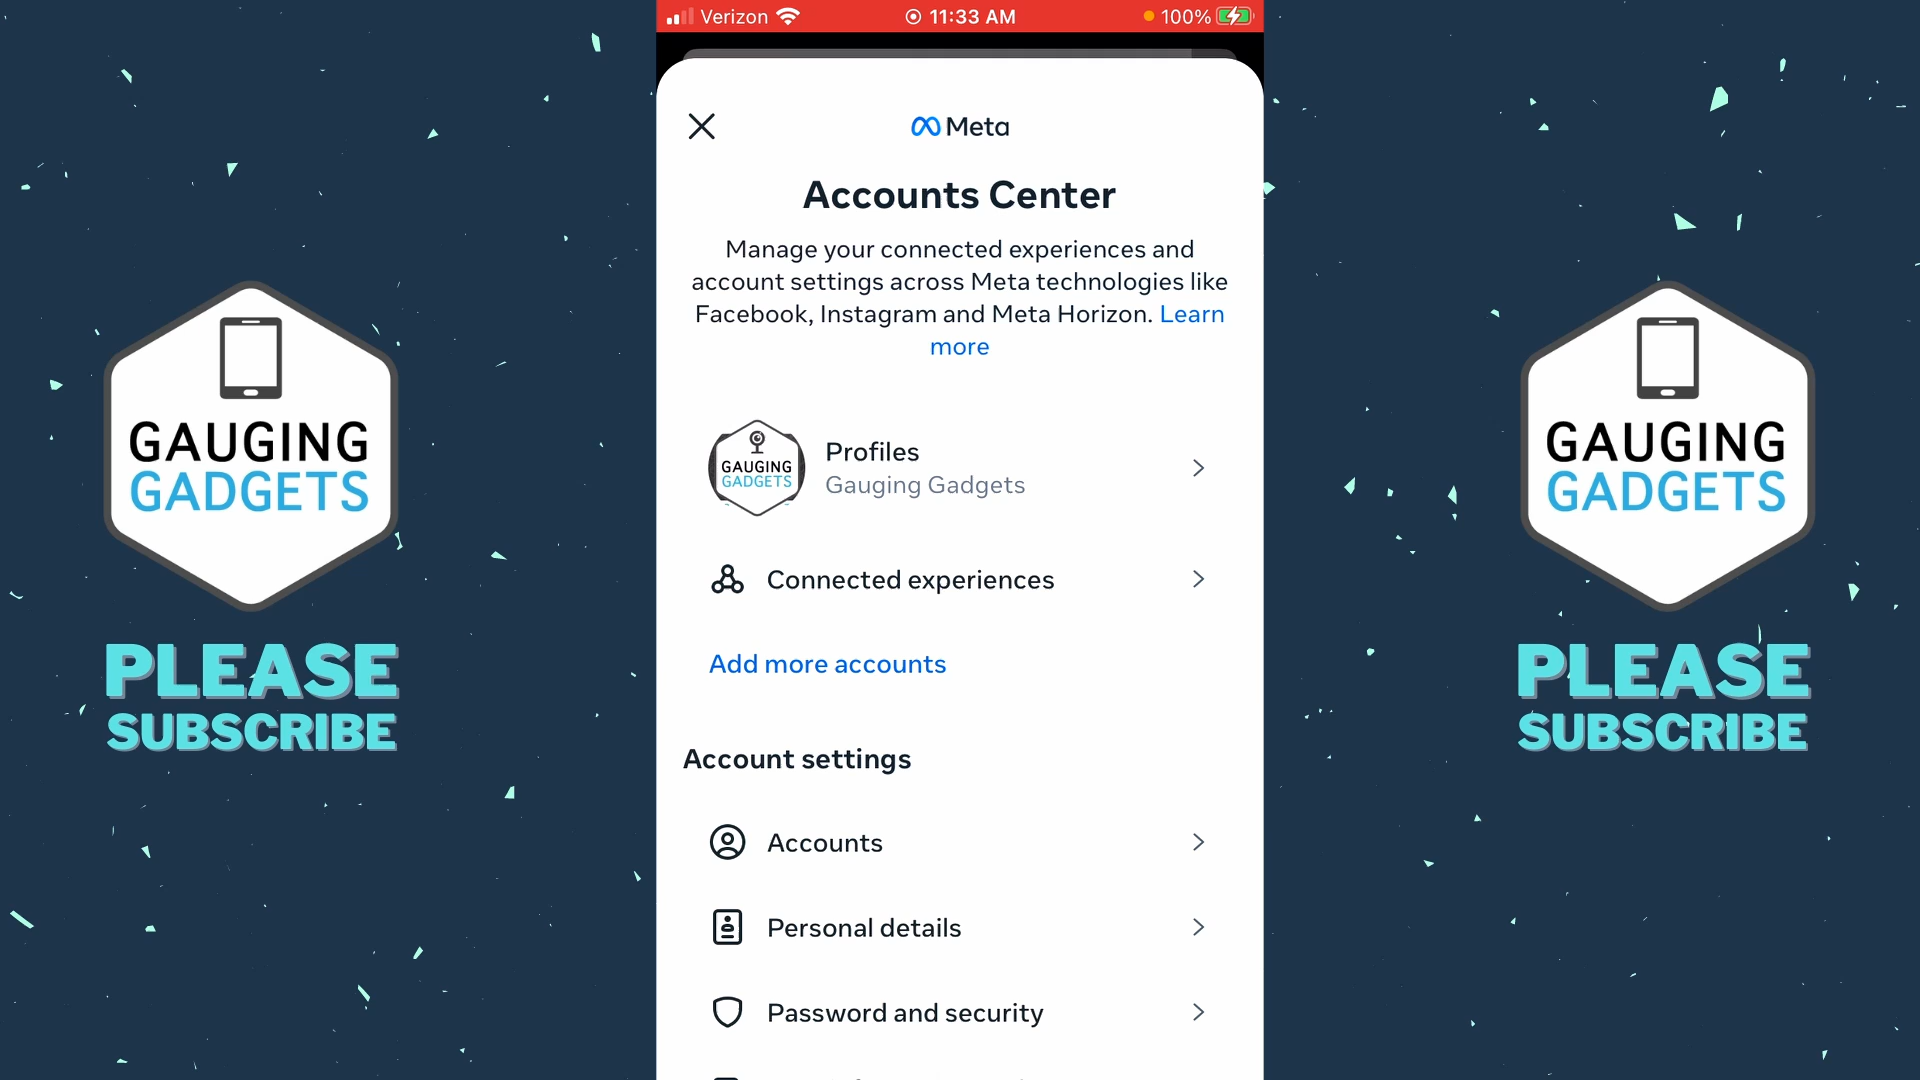 Verizon 11:33 AM 100%
Meta
Accounts Center
Manage your connected experiences and
account settings across Meta technologies like
Facebook, Instagram and Meta Horizon. Learn
more
GAUGING
GADGETS
PLEASE
SUBSCRIBE
GAUGING
GADGETS
Profiles
Gauging Gadgets
Connected experiences
Add more accounts
Account settings
Accounts
Personal details
Password and security
GAUGING
GADGETS
PLEASE
SUBSCRIBE